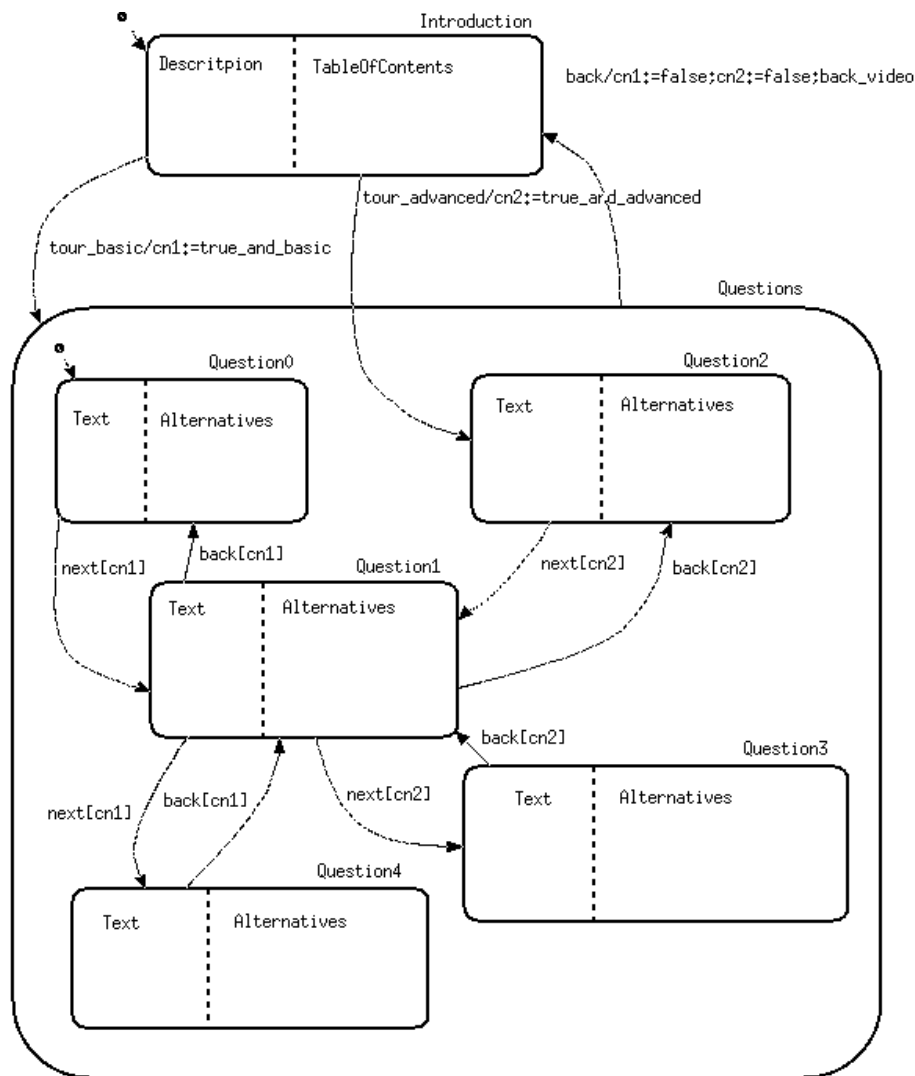 Introduction
Descritpion
TableOfContents
back/cn1:=false;cn2:=false;back_video
tour_advanced/cn2:=true_and_advanced
tour_basic/cn1:=true_and_basic
Questions
Question0
Question2
Text
Alternatives
Text
Alternatives
next[cn1]
back[cn1]
next[cn2]
back[cn2]
Question1
Text
Alternatives
back[cn2]
Question3
next[cn1]
back[cn1]
next[cn2]
Text
Alternatives
Question4
Text
Alternatives